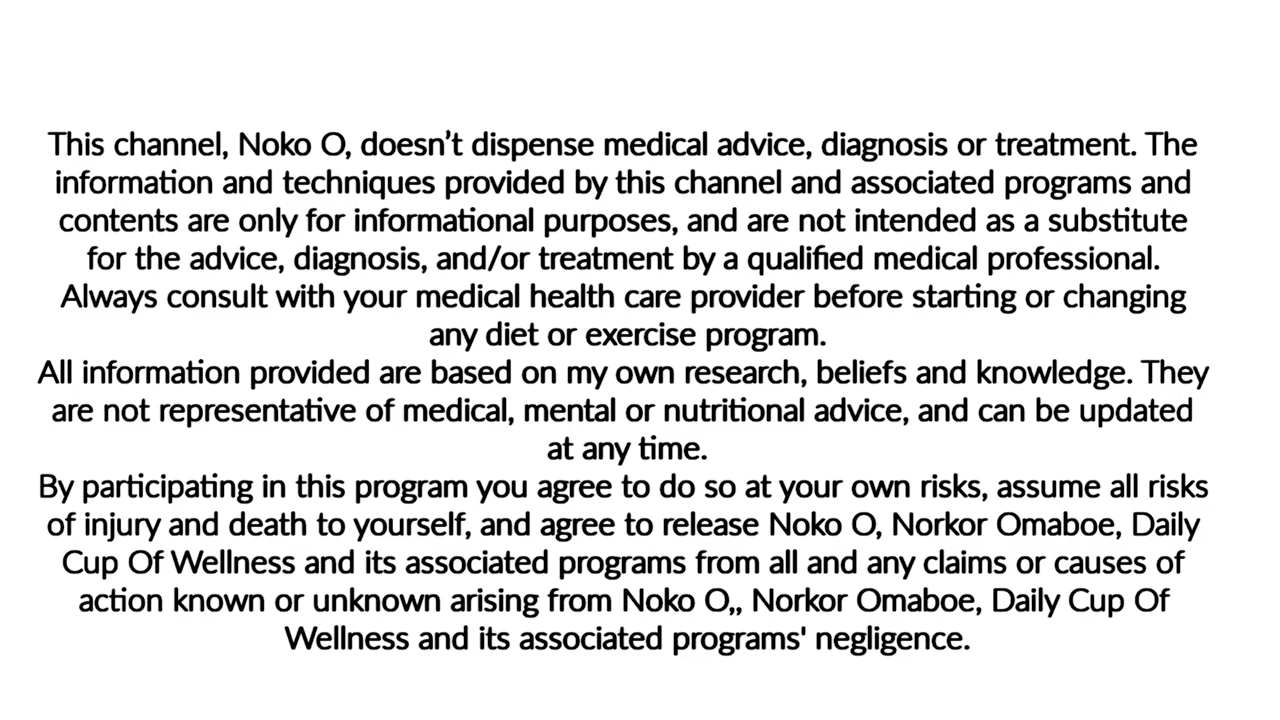 This channel, Noko O, doesn’t dispense medical advice, diagnosis or treatment. The
information and techniques provided by this channel and associated programs and
contents are only for informational purposes, and are not intended as a substitute
for the advice, diagnosis, and/or treatment by a qualified medical professional.
Always consult with your medical health care provider before starting or changing
any diet or exercise program.
All information provided are based on my own research, beliefs and knowledge. They
are not representative of medical, mental or nutritional advice, and can be updated
at any time.
By participating in this program you agree to do so at your own risks, assume all risks
of injury and death to yourself, and agree to release Noko O, Norkor Omaboe, Daily
Cup Of Wellness and its associated programs from all and any claims or causes of
action known or unknown arising from Noko O,, Norkor Omaboe, Daily Cup Of
Wellness and its associated programs' negligence.